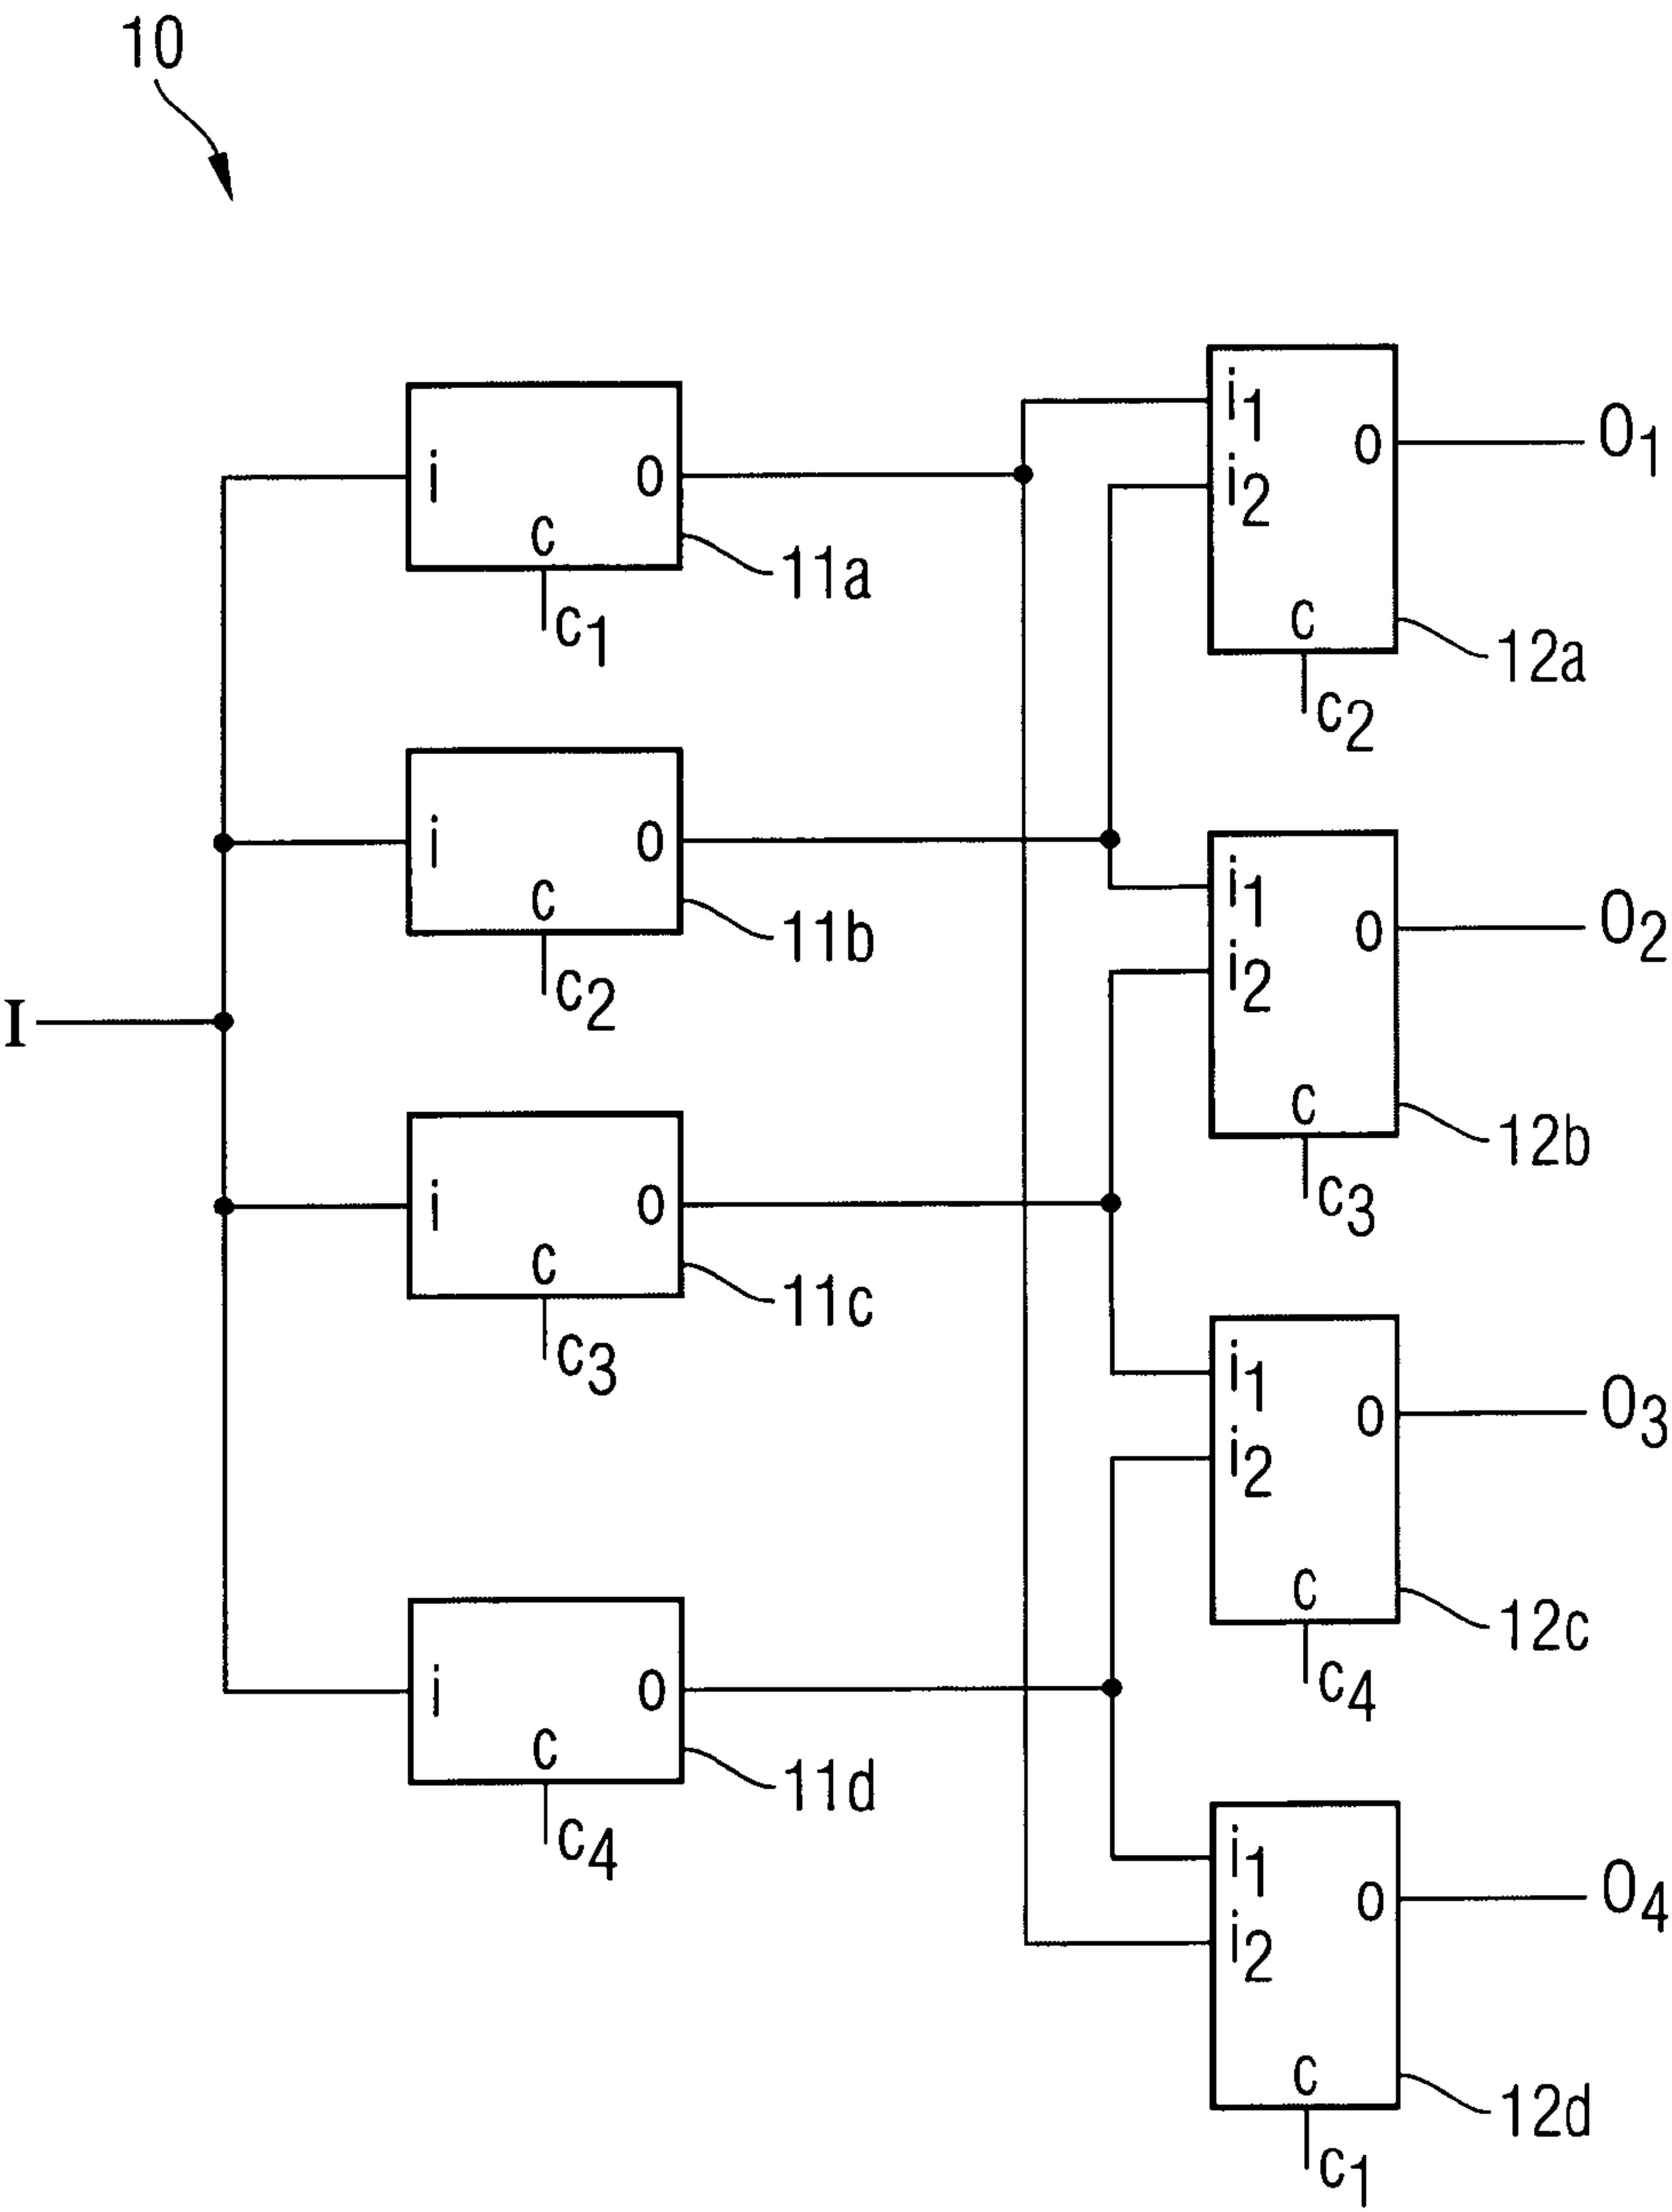 10
i o c 11a c1
i1 i2 o c 12a c2 O1
i o c 11b c2
i1 i2 o c 12b c3 O2
I
i o c 11c c3
i1 i2 o c 12c c4 O3
i o c 11d c4
i1 i2 o c 12d c1 O4